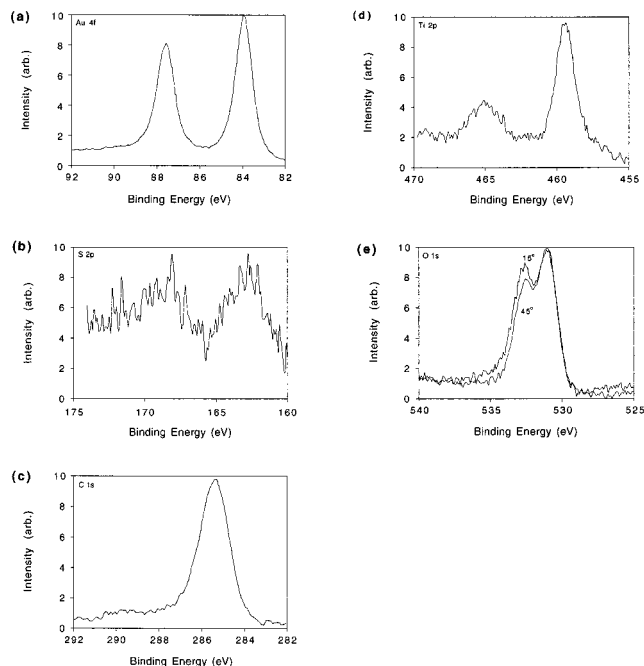 (a)
Au 4f
Intensity (arb.)
10
8
6
4
2
0
92 90 88 86 84 82
Binding Energy (eV)
(b)
S 2p
Intensity (arb.)
10
8
6
4
2
0
175 170 165 160
Binding Energy (eV)
(c)
C 1s
Intensity (arb.)
10
8
6
4
2
0
292 290 288 286 284 282
Binding Energy (eV)
(d)
Ti 2p
Intensity (arb.)
10
8
6
4
2
0
470 465 460 455
Binding Energy (eV)
(e)
O 1s
15°
45°
Intensity (arb.)
10
8
6
4
2
0
540 535 530 525
Binding Energy (eV)